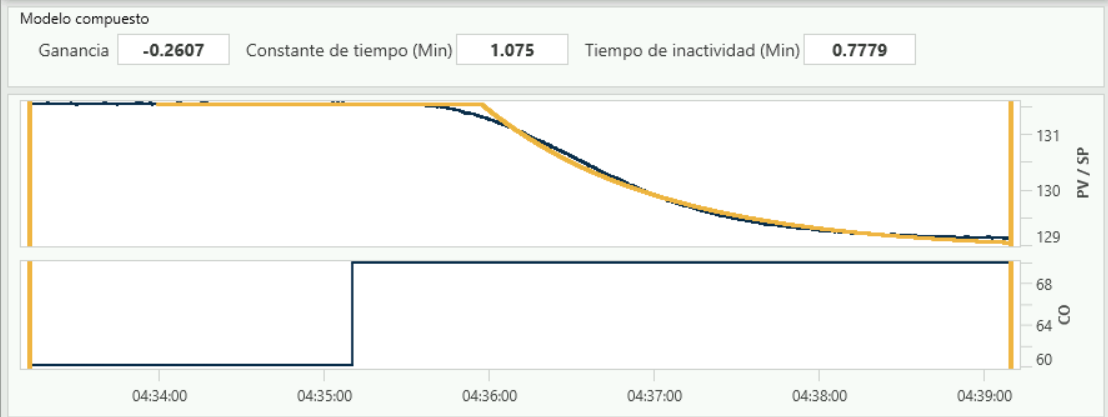 Modelo compuesto
Ganancia -0.2607 Constante de tiempo (Min) 1.075 Tiempo de inactividad (Min) 0.7779
131
130
129
PV / SP
68
64
60
CO
04:34:00 04:35:00 04:36:00 04:37:00 04:38:00 04:39:00